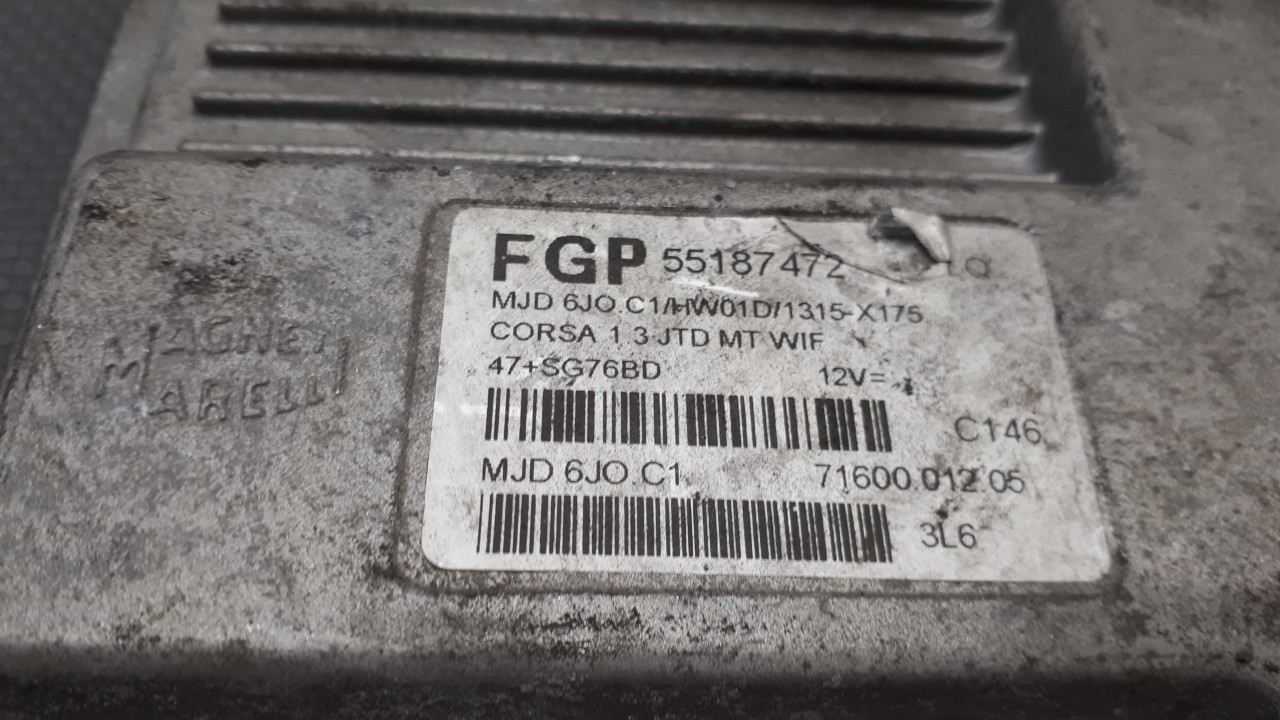 FGP 55187472
MJD 6JO.C1/HW01D/1315-X175
CORSA 1.3 JTD MT WIF
47+SG76BD 12V=
C146
MJD 6JO.C1 71600.012.05
3L6
MAGNETI
MARELLI